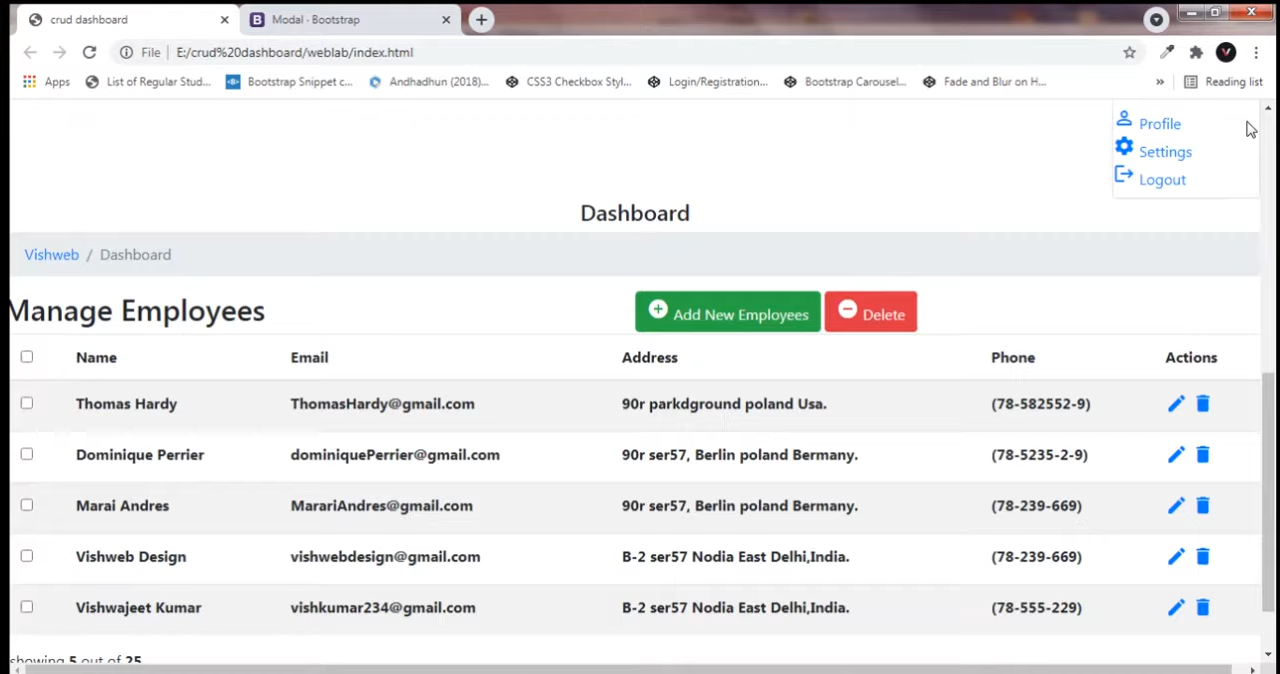 crud dashboard
Modal · Bootstrap
File | E:/crud%20dashboard/weblab/index.html
Apps List of Regular Stud... Bootstrap Snippet c... Andhadhun (2018)... CSS3 Checkbox Styl... Login/Registration... Bootstrap Carousel... Fade and Blur on H... » Reading list
Profile
Settings
Logout
Dashboard
Vishweb / Dashboard
Manage Employees Add New Employees Delete
Name Email Address Phone Actions
Thomas Hardy ThomasHardy@gmail.com 90r parkdground poland Usa. (78-582552-9)
Dominique Perrier dominiquePerrier@gmail.com 90r ser57, Berlin poland Bermany. (78-5235-2-9)
Marai Andres MarariAndres@gmail.com 90r ser57, Berlin poland Bermany. (78-239-669)
Vishweb Design vishwebdesign@gmail.com B-2 ser57 Nodia East Delhi,India. (78-239-669)
Vishwajeet Kumar vishkumar234@gmail.com B-2 ser57 Nodia East Delhi,India. (78-555-229)
showing 5 out of 25